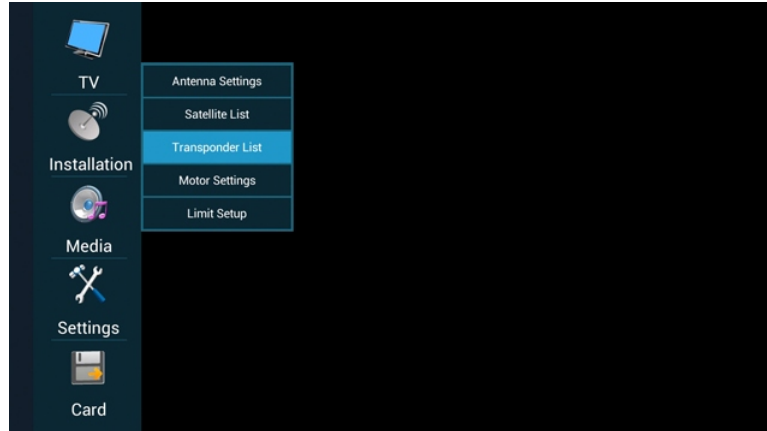 TV
Installation
Media
Settings
Card
Antenna Settings
Satellite List
Transponder List
Motor Settings
Limit Setup